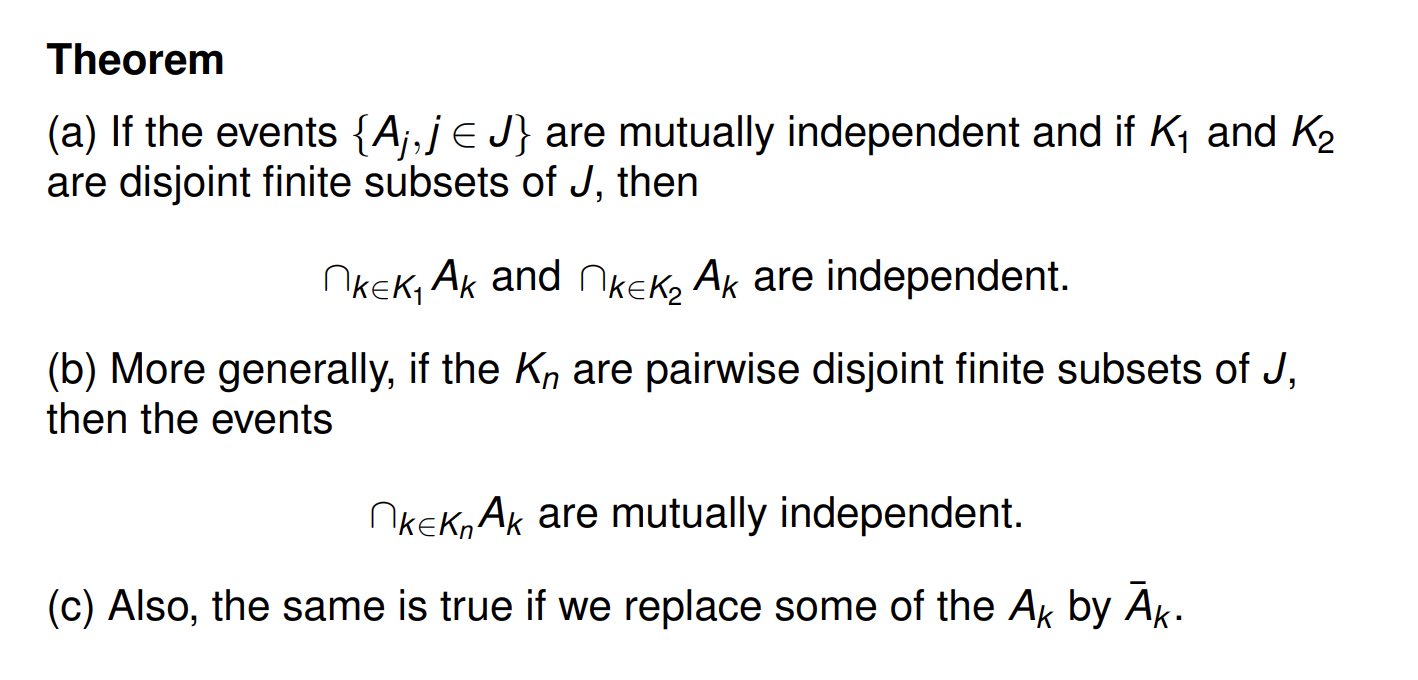 Theorem
(a) If the events {A_j, j ∈ J} are mutually independent and if K_1 and K_2
are disjoint finite subsets of J, then
∩_{k∈K_1} A_k and ∩_{k∈K_2} A_k are independent.
(b) More generally, if the K_n are pairwise disjoint finite subsets of J,
then the events
∩_{k∈K_n} A_k are mutually independent.
(c) Also, the same is true if we replace some of the A_k by Ā_k.